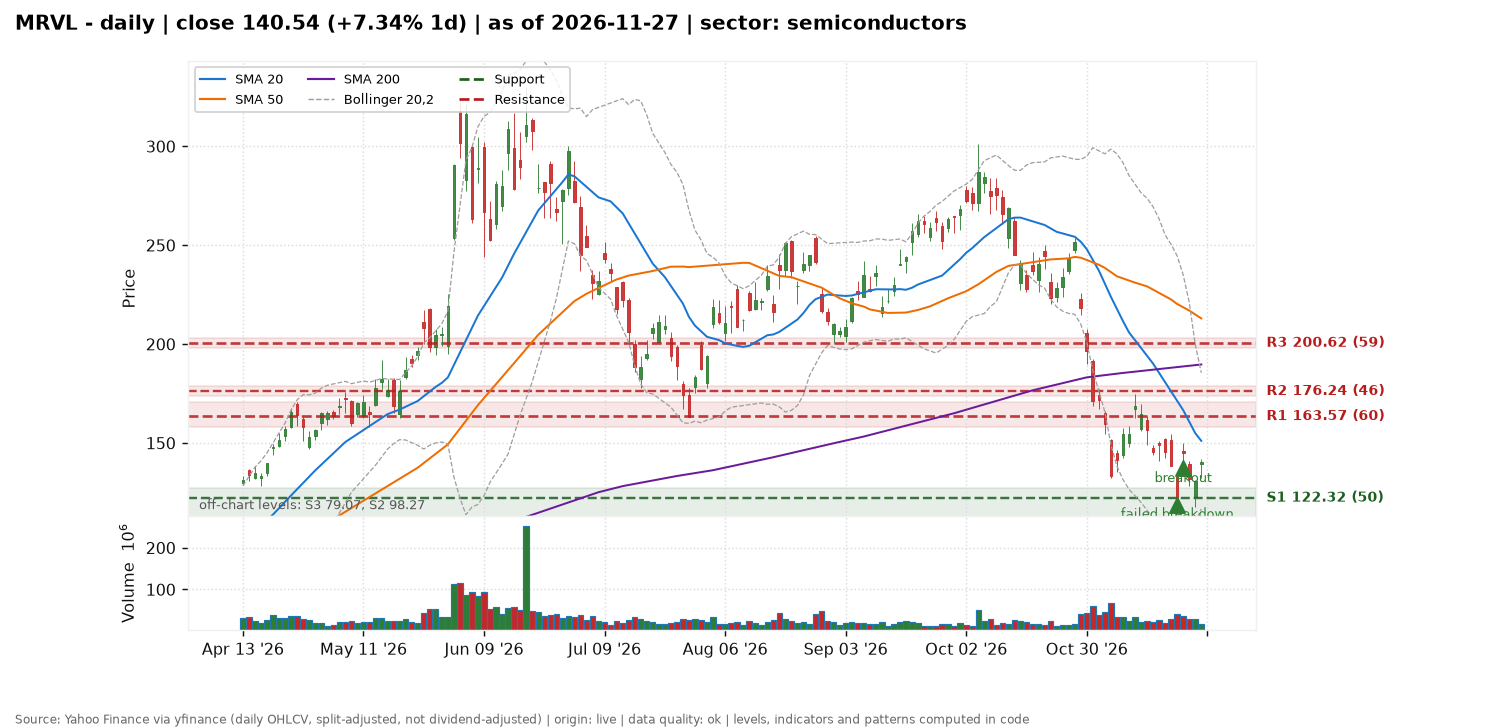 MRVL - daily | close 140.54 (+7.34% 1d) | as of 2026-11-27 | sector: semiconductors
SMA 20
SMA 50
SMA 200
Bollinger 20,2
Support
Resistance
Price
300
250
200
150
R3 200.62 (59)
R2 176.24 (46)
R1 163.57 (60)
S1 122.32 (50)
breakout
failed breakdown
off-chart levels: S3 79.07, S2 98.27
Volume 10^6
200
100
Apr 13 '26
May 11 '26
Jun 09 '26
Jul 09 '26
Aug 06 '26
Sep 03 '26
Oct 02 '26
Oct 30 '26
Source: Yahoo Finance via yfinance (daily OHLCV, split-adjusted, not dividend-adjusted) | origin: live | data quality: ok | levels, indicators and patterns computed in code